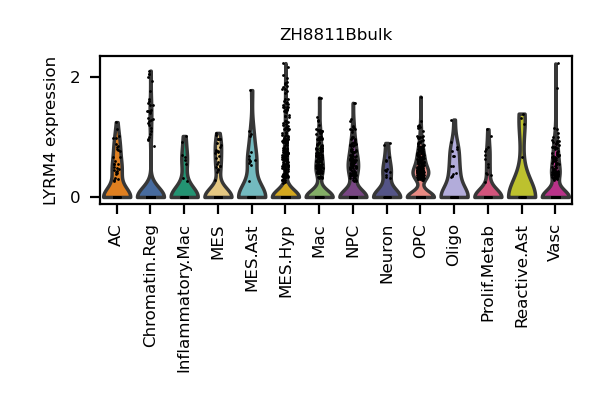 ZH8811Bbulk
LYRM4 expression
2
0
AC
Chromatin.Reg
Inflammatory.Mac
MES
MES.Ast
MES.Hyp
Mac
NPC
Neuron
OPC
Oligo
Prolif.Metab
Reactive.Ast
Vasc